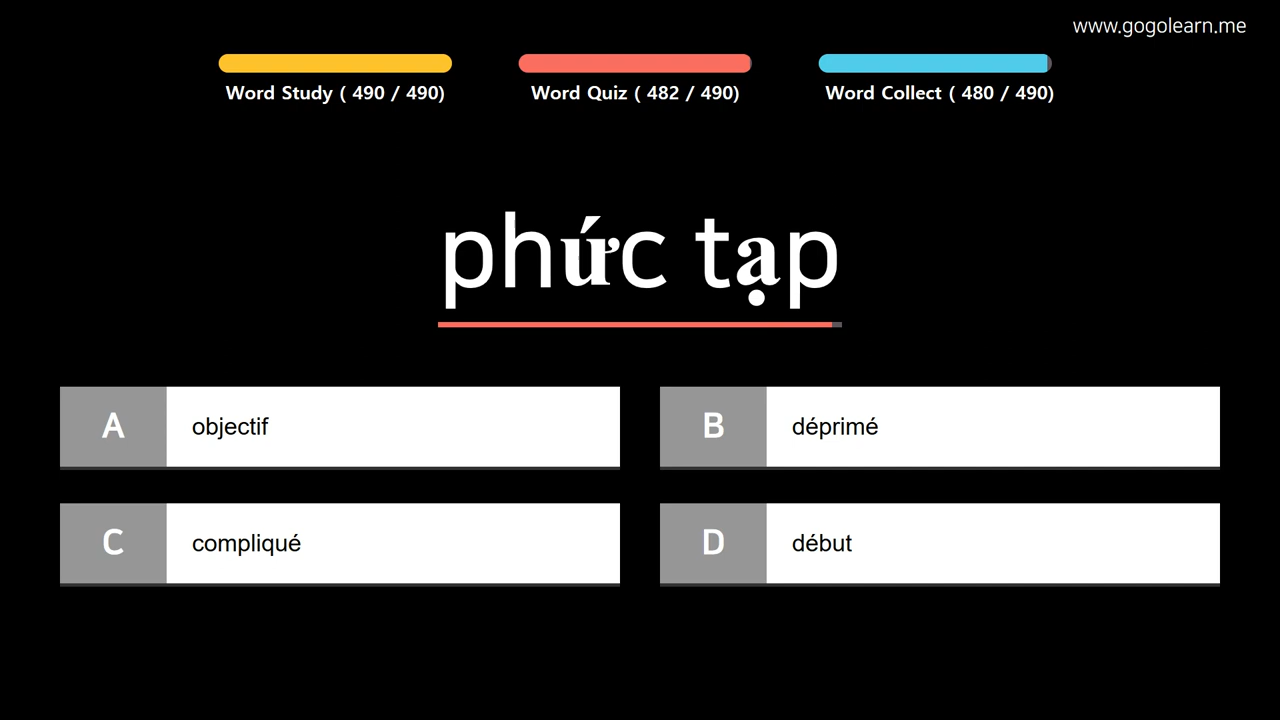 www.gogolearn.me
Word Study ( 490 / 490)
Word Quiz ( 482 / 490)
Word Collect ( 480 / 490)
phức tạp
A objectif
B déprimé
C compliqué
D début